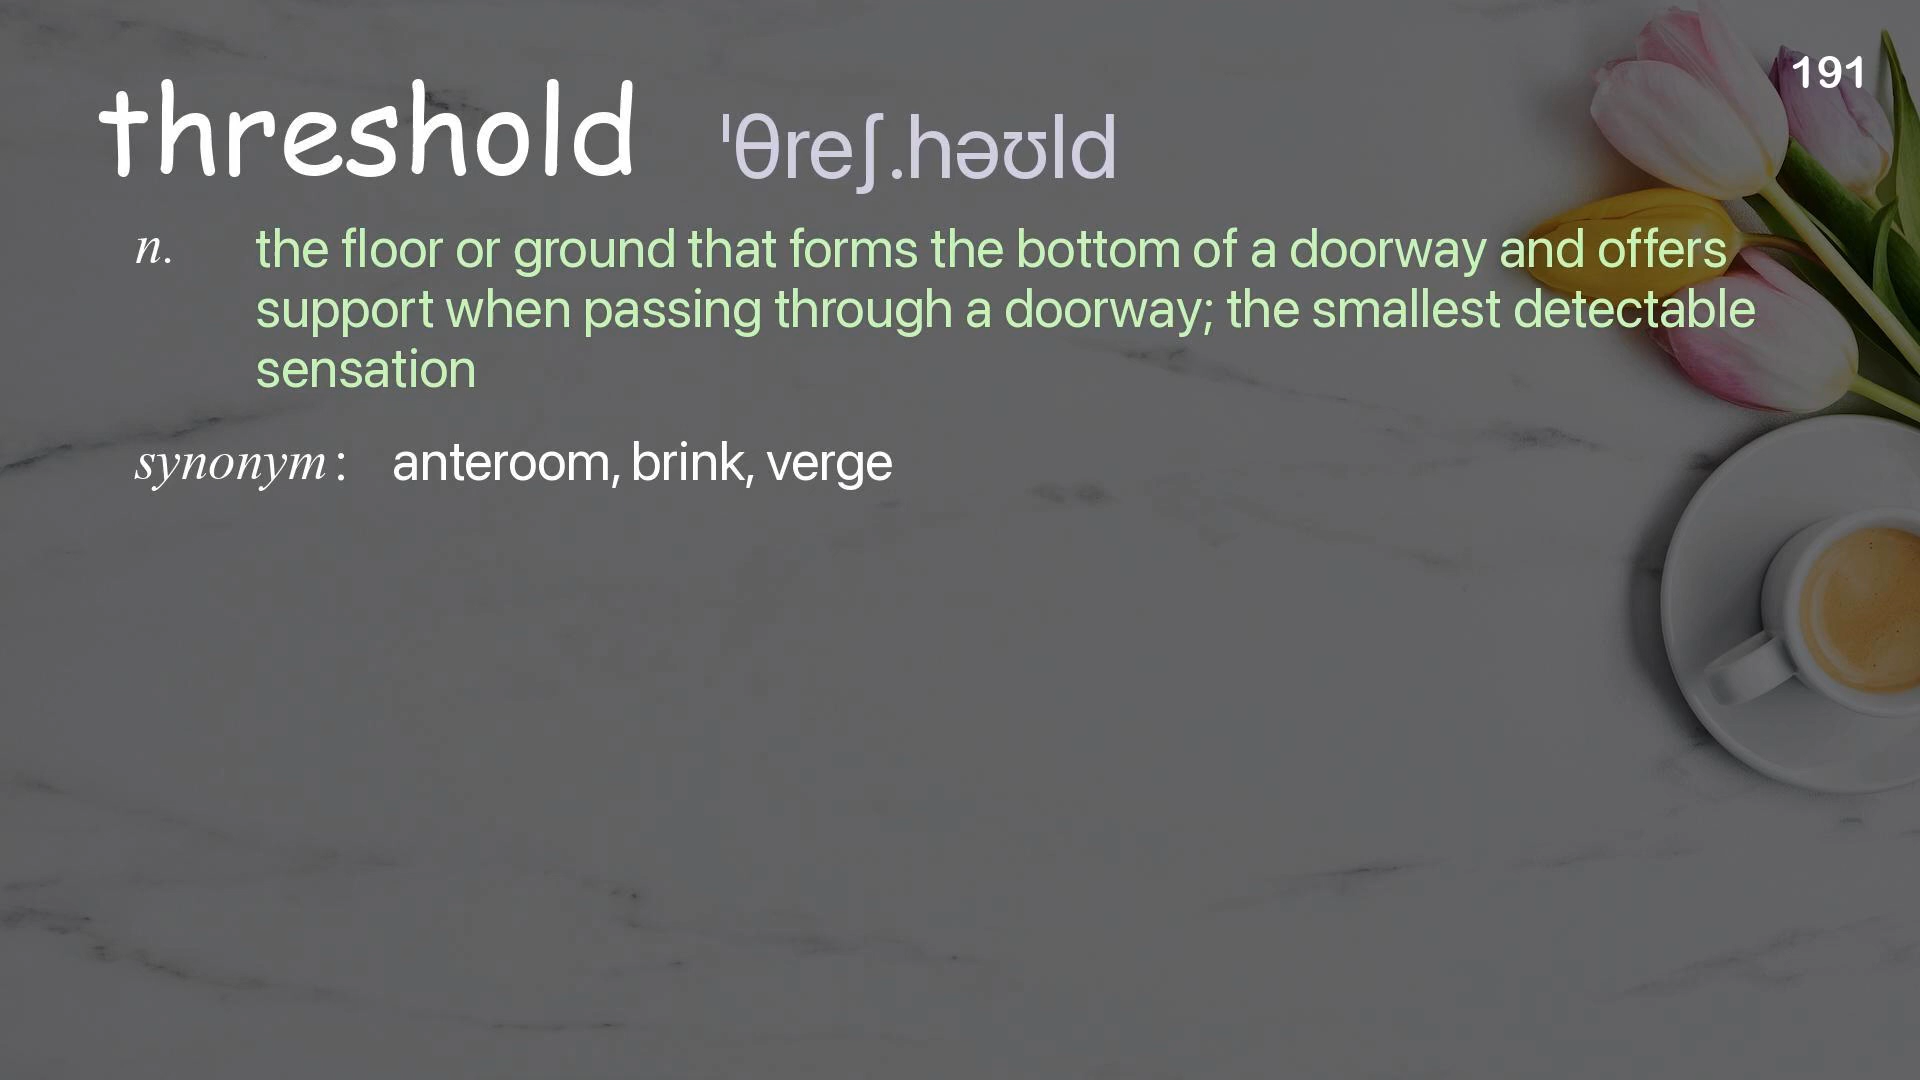 191
threshold ˈθreʃ.həʊld
n. the floor or ground that forms the bottom of a doorway and offers
support when passing through a doorway; the smallest detectable
sensation
synonym: anteroom, brink, verge